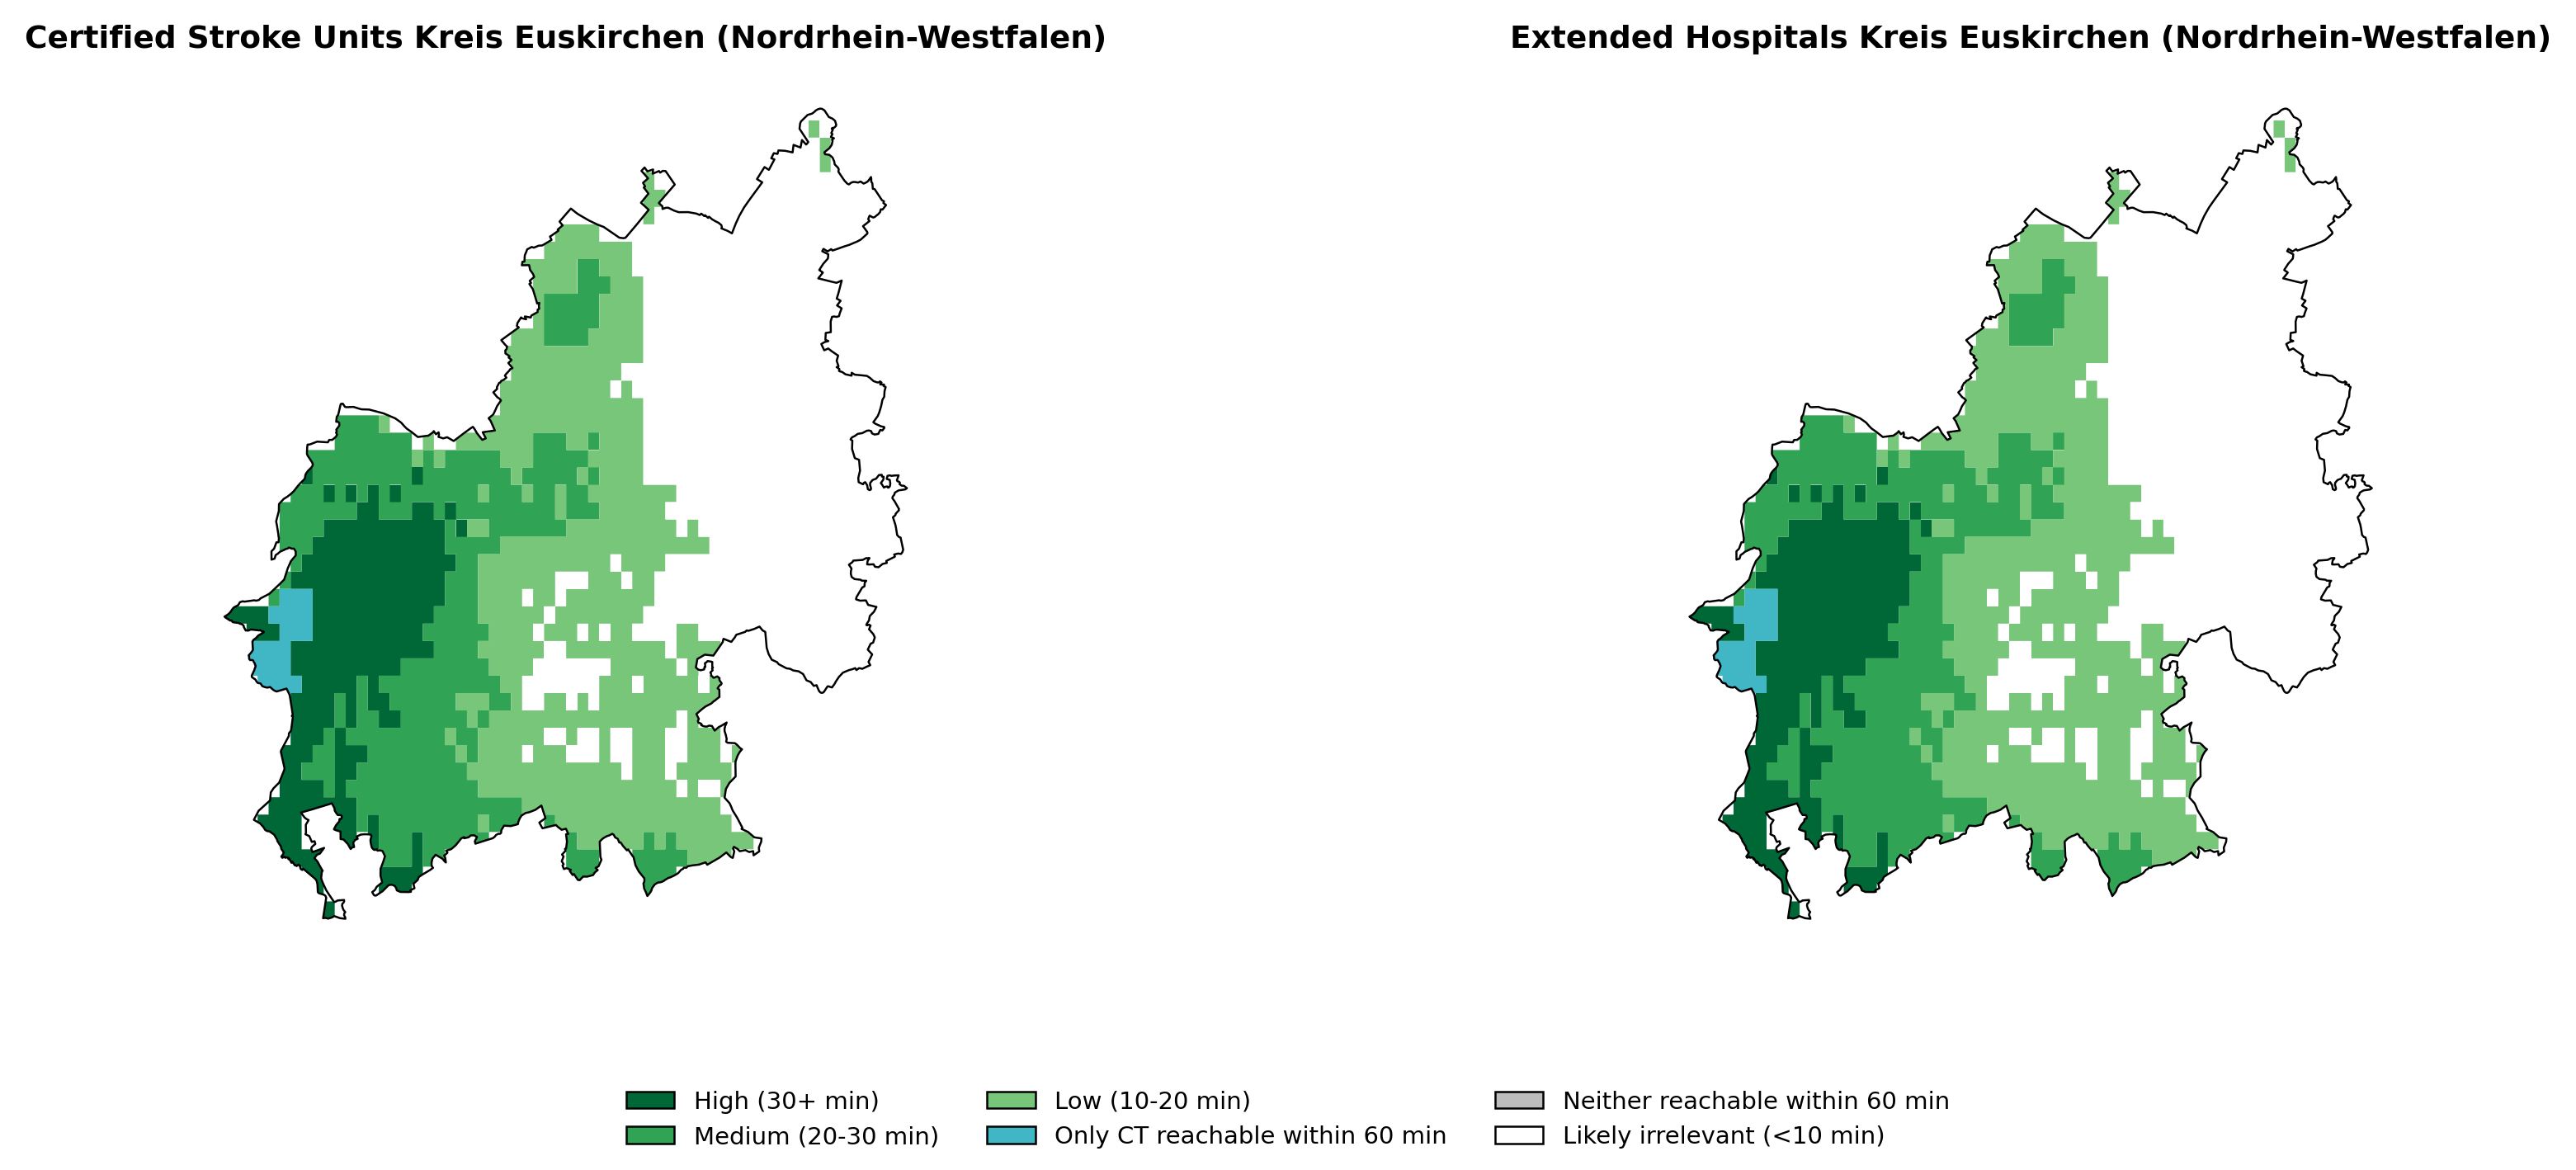 Certified Stroke Units Kreis Euskirchen (Nordrhein-Westfalen)
Extended Hospitals Kreis Euskirchen (Nordrhein-Westfalen)
High (30+ min)
Medium (20-30 min)
Low (10-20 min)
Only CT reachable within 60 min
Neither reachable within 60 min
Likely irrelevant (<10 min)